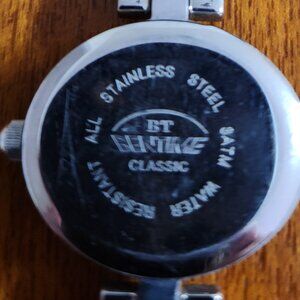 ALL STAINLESS STEEL 3ATM WATER RESISTANT
BT
CLASSIC